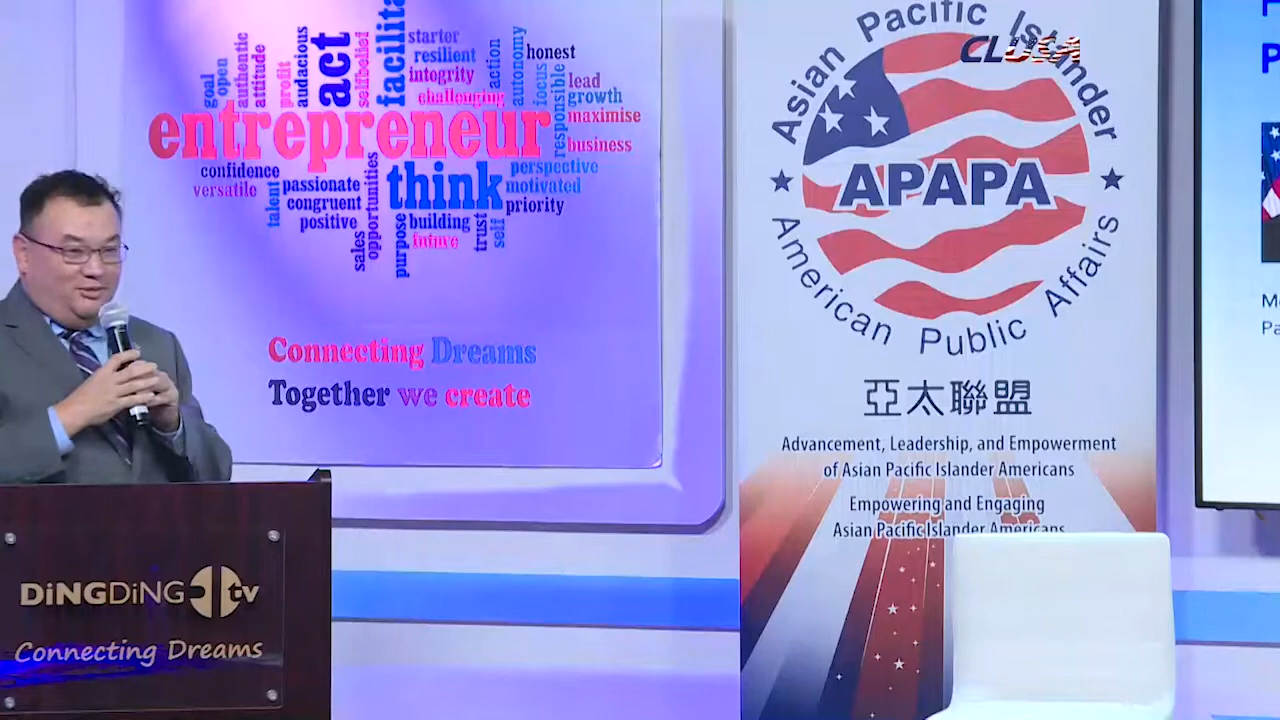 facilita
act
starter
resilient
integrity
challenging
goal
open
authentic
attitude
profit
audacious
selfbelief
action
autonomy
focus
responsible
honest
lead
growth
maximise
business
entrepreneur
confidence
versatile
talent
passionate
congruent
positive
opportunities
sales
think
purpose
building
future
trust
self
perspective
motivated
priority
Connecting Dreams
Together we create
DiNGDiNG tv
Connecting Dreams
CLUSA
Asian Pacific Islander
APAPA
American Public Affairs
亞太聯盟
Advancement, Leadership, and Empowerment
of Asian Pacific Islander Americans
Empowering and Engaging
Asian Pacific Islander Americans